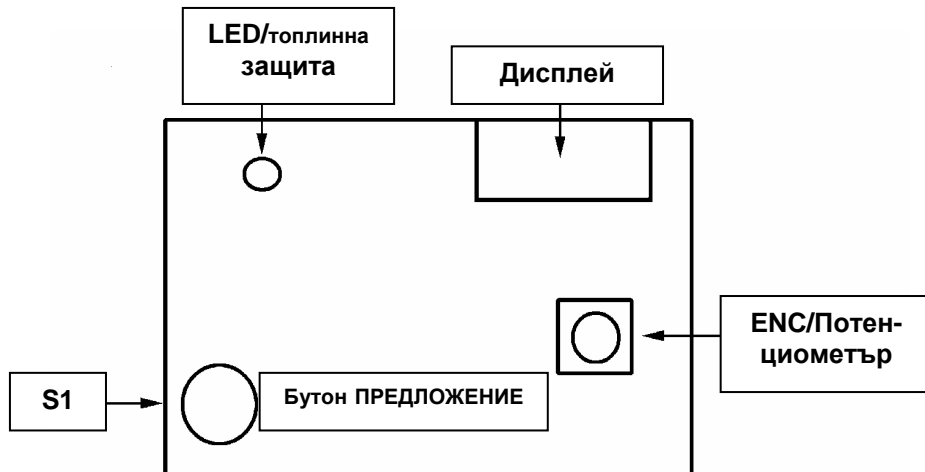 LED/топлинна
защита
Дисплей
ENC/Потен-
циометър
S1
Бутон ПРЕДЛОЖЕНИЕ